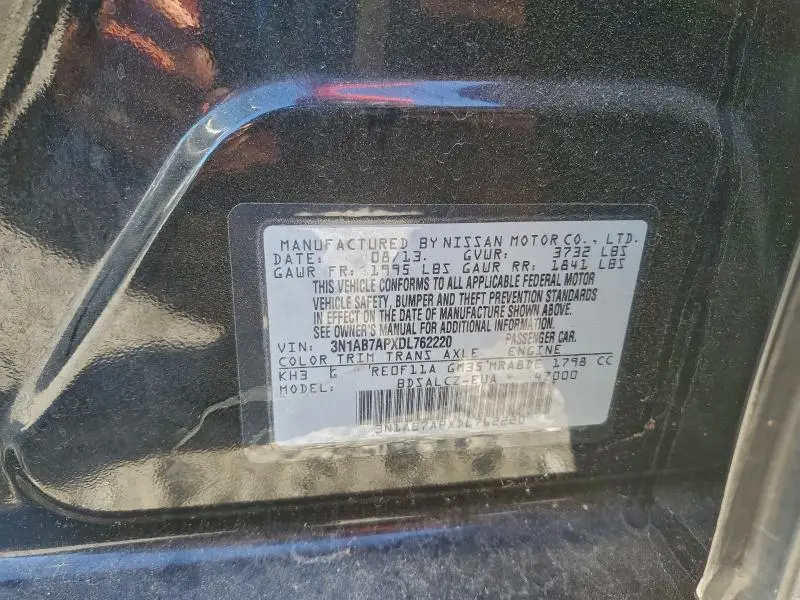 MANUFACTURED BY NISSAN MOTOR CO., LTD.
DATE: 08/13. GVWR: 3732 LBS
GAWR FR: 1995 LBS GAWR RR: 1841 LBS
THIS VEHICLE CONFORMS TO ALL APPLICABLE FEDERAL MOTOR
VEHICLE SAFETY, BUMPER AND THEFT PREVENTION STANDARDS
IN EFFECT ON THE DATE OF MANUFACTURE SHOWN ABOVE.
SEE OWNER'S MANUAL FOR ADDITIONAL INFORMATION.
VIN: 3N1AB7APXDL762220 PASSENGER CAR.
COLOR TRIM TRANS AXLE ENGINE
KH3 G RE0F11A GM35 MRA8DE 1798 CC
MODEL: BDSALCZ-EUA 47000
3N1AB7APXDL762220